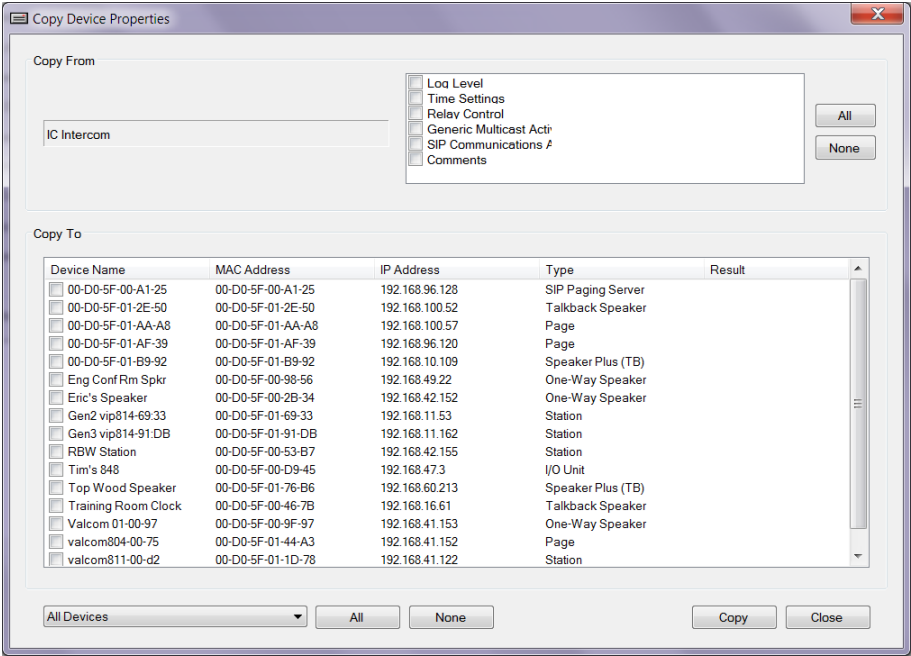 Copy Device Properties
Copy From
IC Intercom
Log Level
Time Settings
Relay Control
Generic Multicast Activ
SIP Communications A
Comments
All
None
Copy To
Device Name MAC Address IP Address Type Result
00-D0-5F-00-A1-25 00-D0-5F-00-A1-25 192.168.96.128 SIP Paging Server
00-D0-5F-01-2E-50 00-D0-5F-01-2E-50 192.168.100.52 Talkback Speaker
00-D0-5F-01-AA-A8 00-D0-5F-01-AA-A8 192.168.100.57 Page
00-D0-5F-01-AF-39 00-D0-5F-01-AF-39 192.168.96.120 Page
00-D0-5F-01-B9-92 00-D0-5F-01-B9-92 192.168.10.109 Speaker Plus (TB)
Eng Conf Rm Spkr 00-D0-5F-00-98-56 192.168.49.22 One-Way Speaker
Eric's Speaker 00-D0-5F-00-2B-34 192.168.42.152 One-Way Speaker
Gen2 vip814-69:33 00-D0-5F-01-69-33 192.168.11.53 Station
Gen3 vip814-91:DB 00-D0-5F-01-91-DB 192.168.11.162 Station
RBW Station 00-D0-5F-00-53-B7 192.168.42.155 Station
Tim's 848 00-D0-5F-00-D9-45 192.168.47.3 I/O Unit
Top Wood Speaker 00-D0-5F-01-76-B6 192.168.60.213 Speaker Plus (TB)
Training Room Clock 00-D0-5F-00-46-7B 192.168.16.61 Talkback Speaker
Valcom 01-00-97 00-D0-5F-00-9F-97 192.168.41.153 One-Way Speaker
valcom804-00-75 00-D0-5F-01-44-A3 192.168.41.152 Page
valcom811-00-d2 00-D0-5F-01-1D-78 192.168.41.122 Station
All Devices All None Copy Close